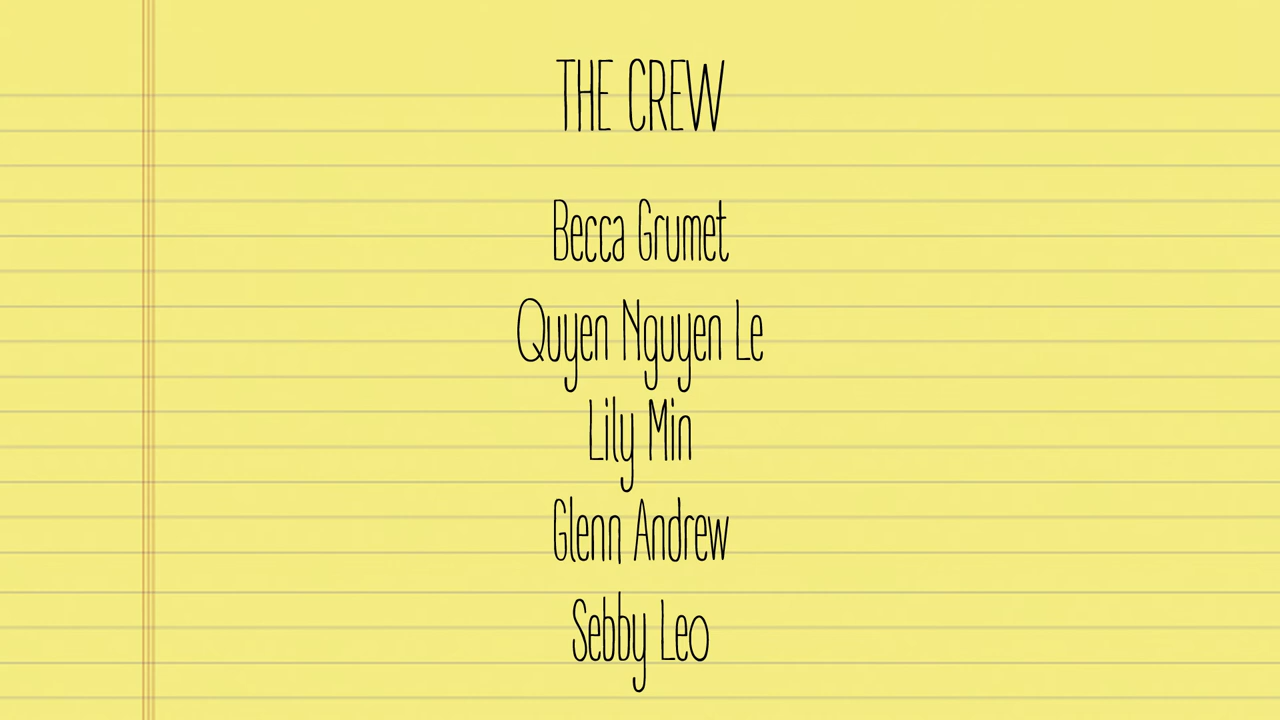 THE CREW
Becca Grumet
Quyen Nguyen Le
Lily Min
Glenn Andrew
Sebby Leo